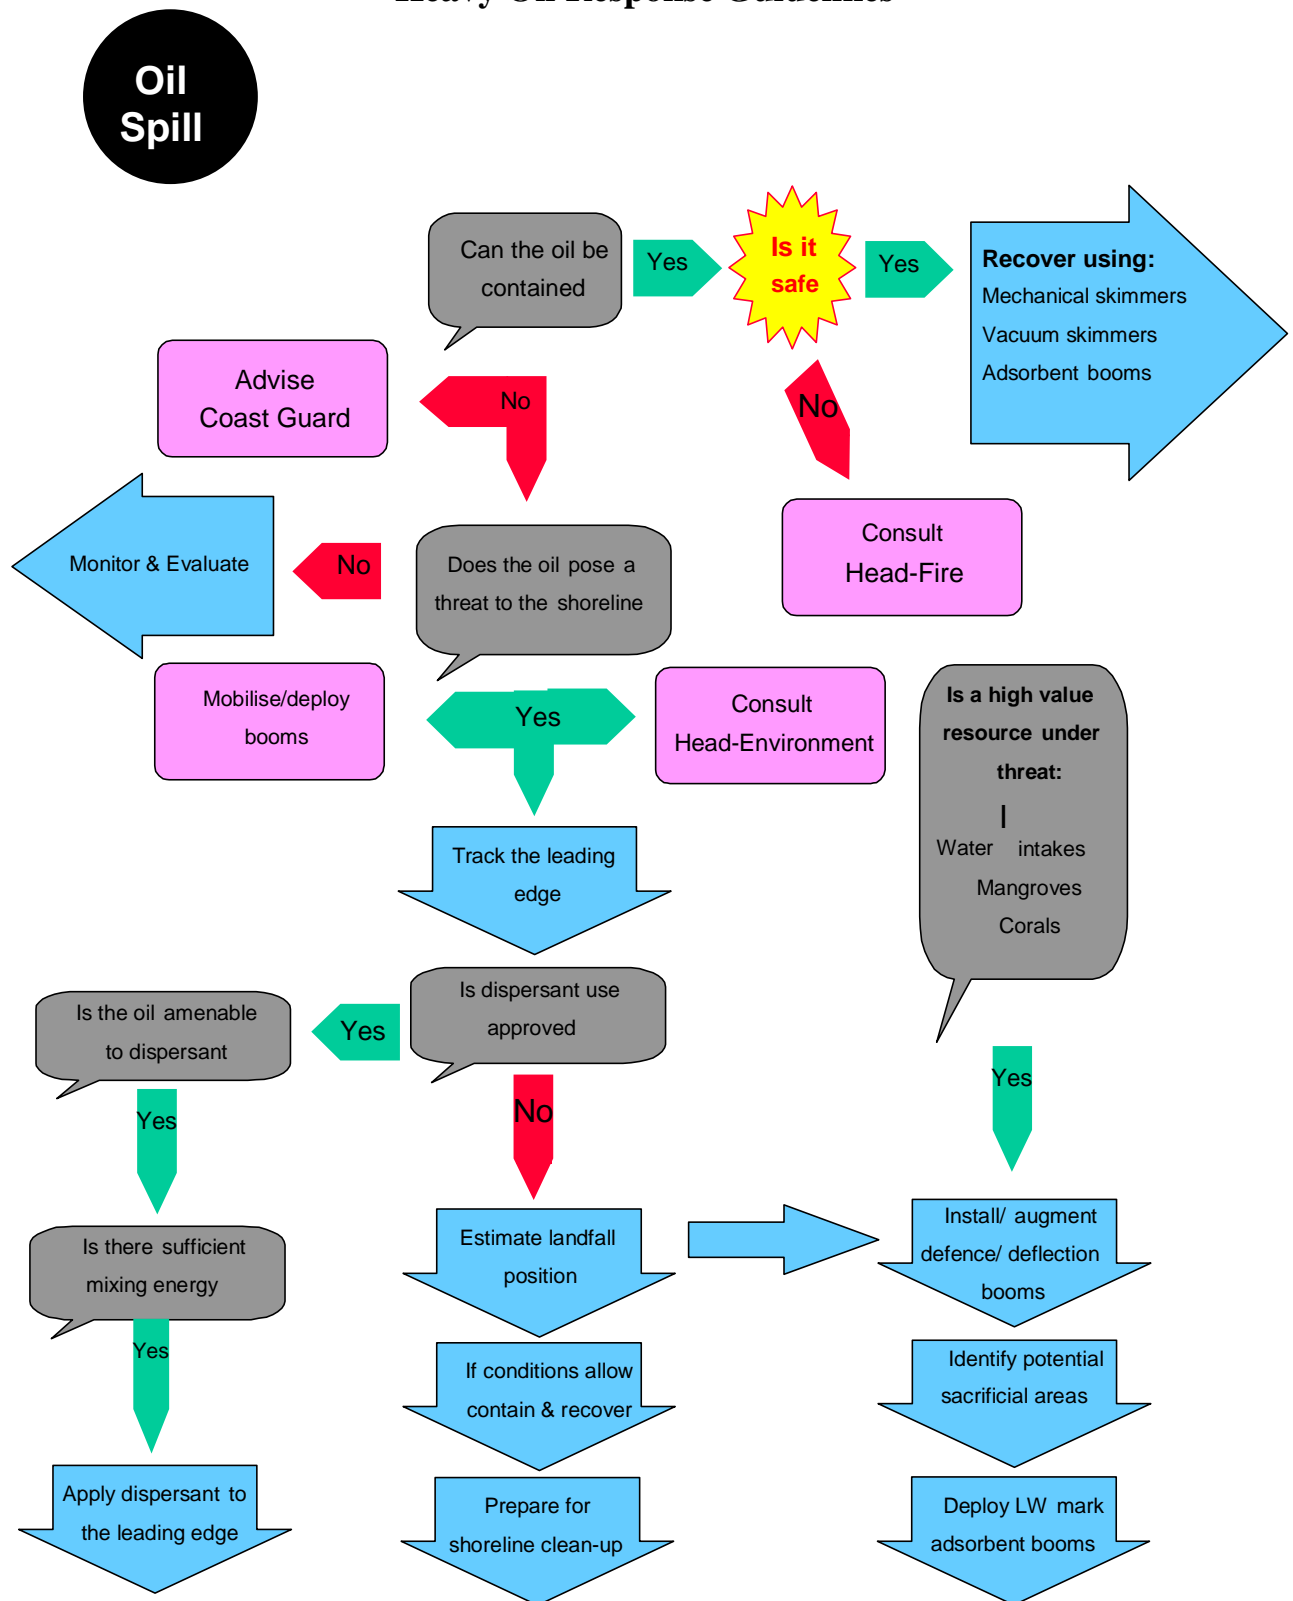 Heavy Oil Response Guidelines
Oil
Spill
Can the oil be
contained
Yes
Is it
safe
Yes
Recover using:
Mechanical skimmers
Vacuum skimmers
Adsorbent booms
Advise
Coast Guard
No
No
Consult
Head-Fire
Monitor & Evaluate
No
Does the oil pose a
threat to the shoreline
Mobilise/deploy
booms
Yes
Consult
Head-Environment
Is a high value
resource under
threat:
|
Water intakes
Mangroves
Corals
Track the leading
edge
Is the oil amenable
to dispersant
Yes
Is dispersant use
approved
Yes
No
Yes
Is there sufficient
mixing energy
Estimate landfall
position
Install/ augment
defence/ deflection
booms
Yes
If conditions allow
contain & recover
Identify potential
sacrificial areas
Apply dispersant to
the leading edge
Prepare for
shoreline clean-up
Deploy LW mark
adsorbent booms